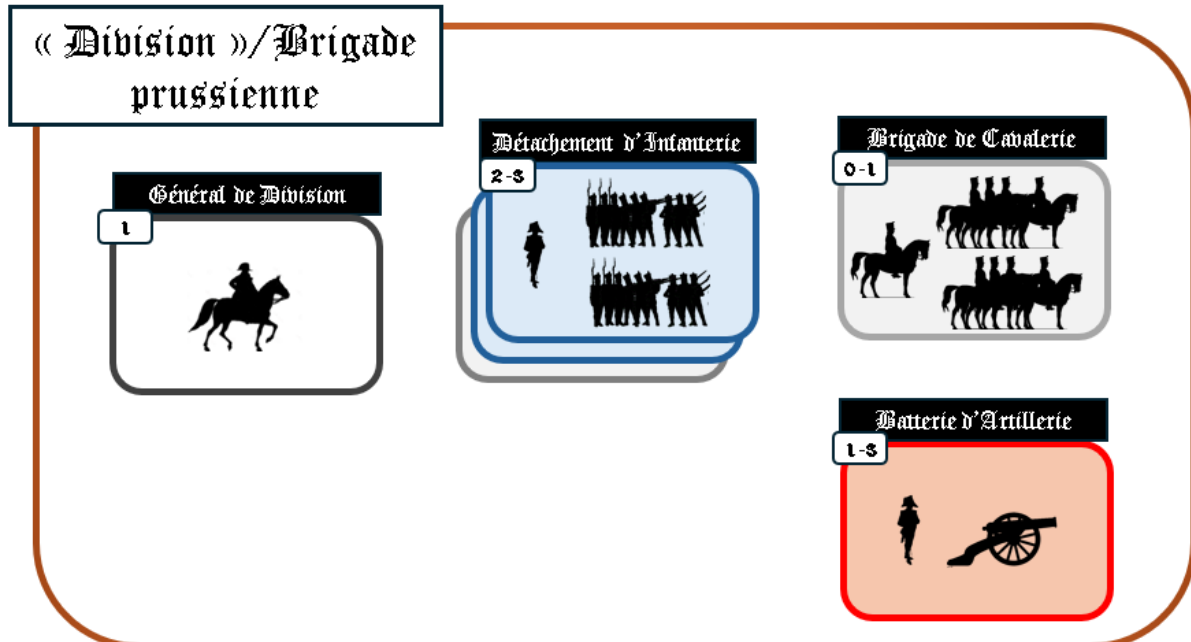 « Division »/Brigade
prussienne
Général de Division
1
Détachement d'Infanterie
2-3
Brigade de Cavalerie
0-1
Batterie d'Artillerie
1-3